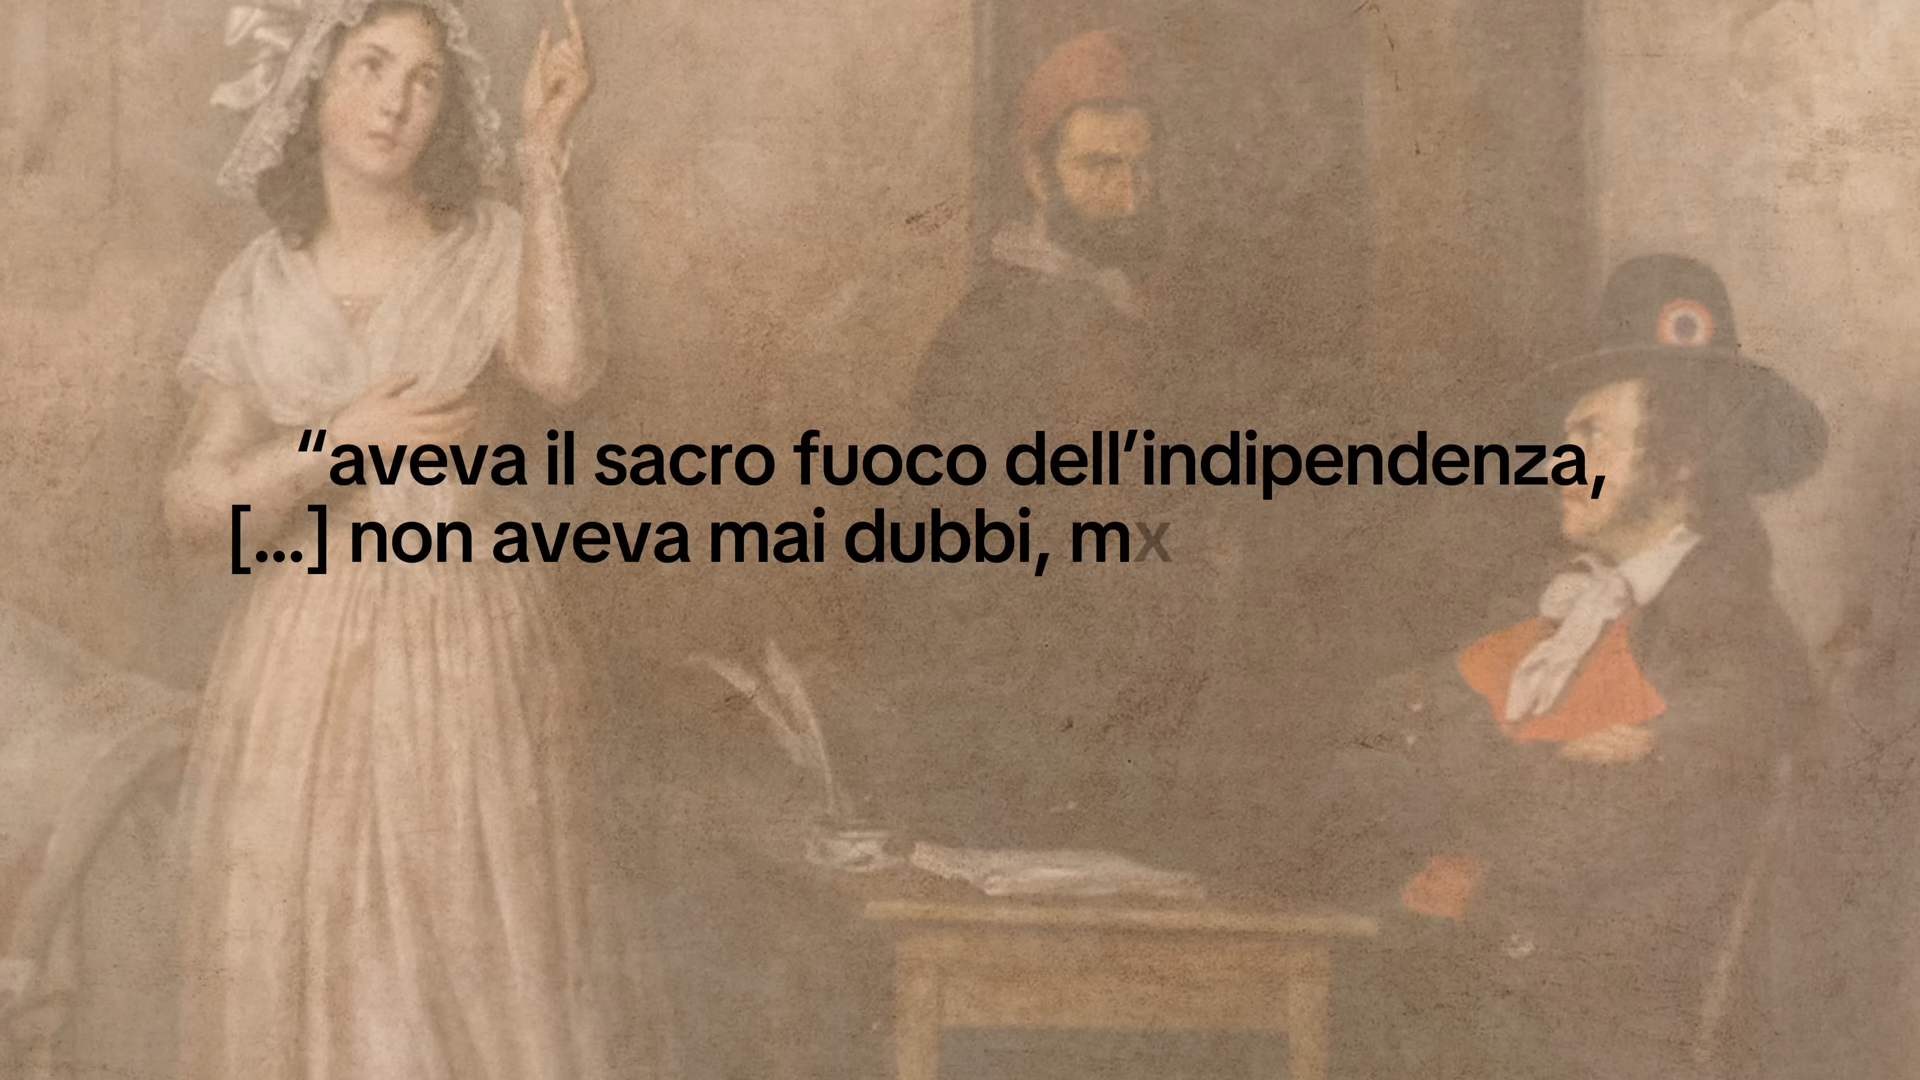 “aveva il sacro fuoco dell’indipendenza,
[...] non aveva mai dubbi, mx